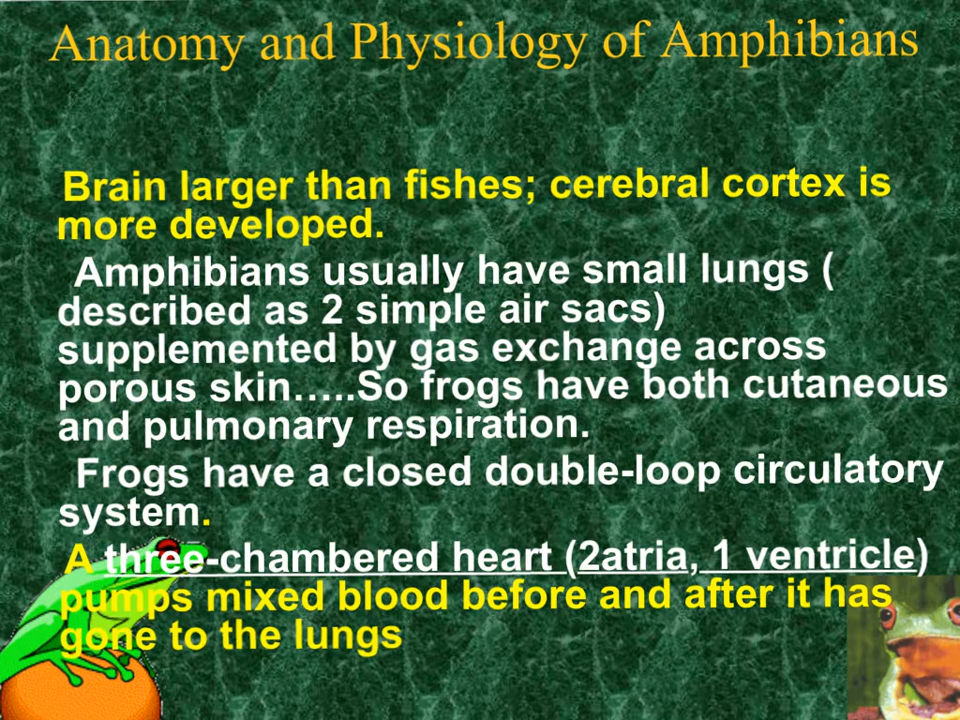 Anatomy and Physiology of Amphibians
Brain larger than fishes; cerebral cortex is
more developed.
Amphibians usually have small lungs (
described as 2 simple air sacs)
supplemented by gas exchange across
porous skin…..So frogs have both cutaneous
and pulmonary respiration.
Frogs have a closed double-loop circulatory
system.
A three-chambered heart (2atria, 1 ventricle)
pumps mixed blood before and after it has
gone to the lungs